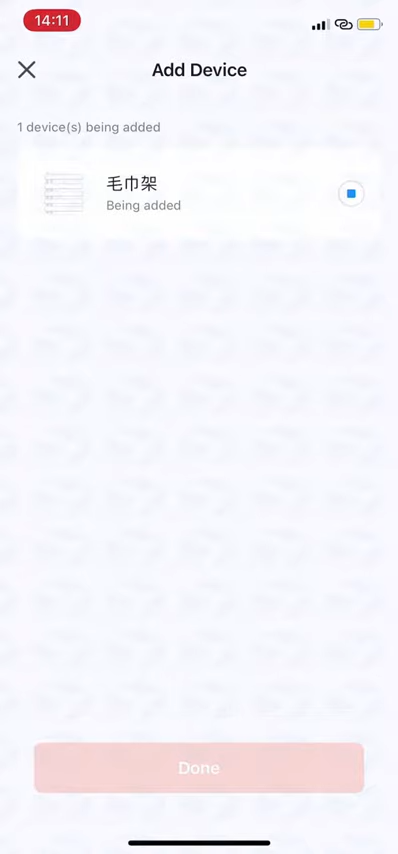 14:11
Add Device
1 device(s) being added
毛巾架
Being added
Done